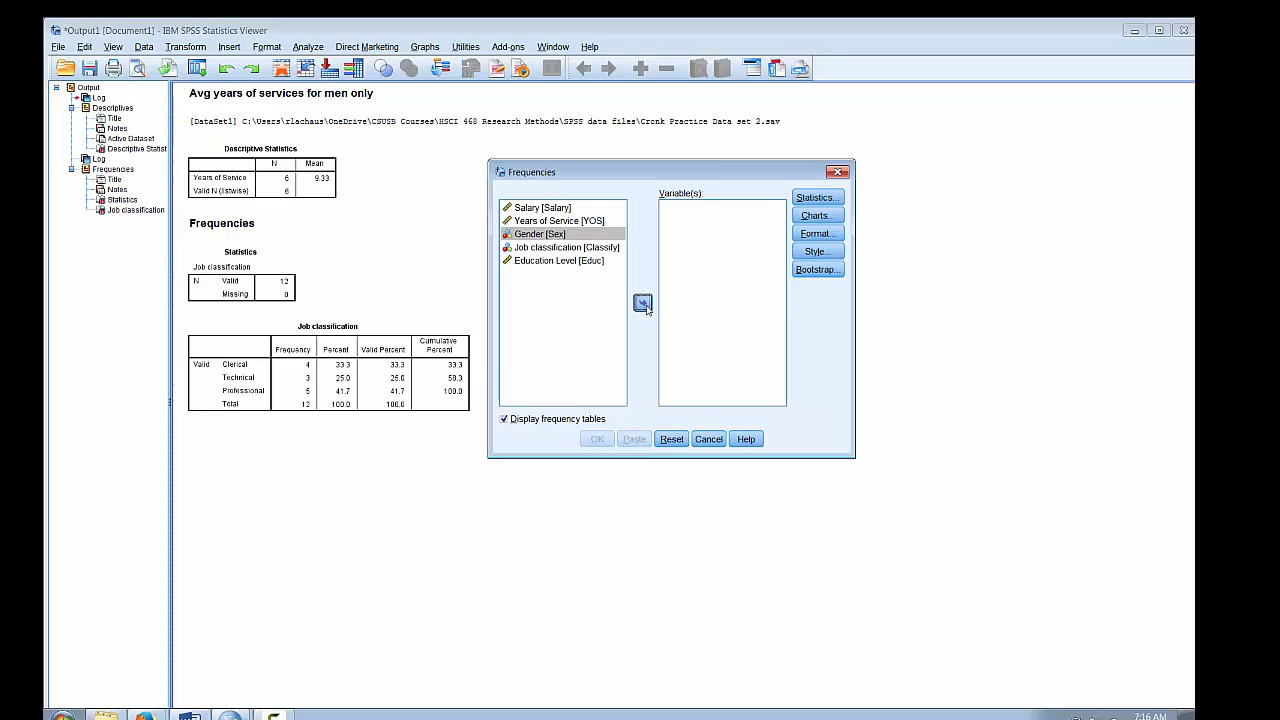 *Output1 [Document1] - IBM SPSS Statistics Viewer
File Edit View Data Transform Insert Format Analyze Direct Marketing Graphs Utilities Add-ons Window Help
Output
Log
Descriptives
Title
Notes
Active Dataset
Descriptive Statist
Log
Frequencies
Title
Notes
Statistics
Job classification
Avg years of services for men only
[DataSet1] C:\Users\rlachaus\OneDrive\CSUSB Courses\HSCI 468 Research Methods\SPSS data files\Cronk Practice Data set 2.sav
Descriptive Statistics
N Mean
Years of Service 6 9.33
Valid N (listwise) 6
Frequencies
Statistics
Job classification
N Valid 12
Missing 0
Job classification
Frequency Percent Valid Percent Cumulative Percent
Valid Clerical 4 33.3 33.3 33.3
Technical 3 25.0 25.0 58.3
Professional 5 41.7 41.7 100.0
Total 12 100.0 100.0
Frequencies
Variable(s):
Salary [Salary]
Years of Service [YOS]
Gender [Sex]
Job classification [Classify]
Education Level [Educ]
Statistics...
Charts...
Format...
Style...
Bootstrap...
Display frequency tables
OK Paste Reset Cancel Help
7:16 AM